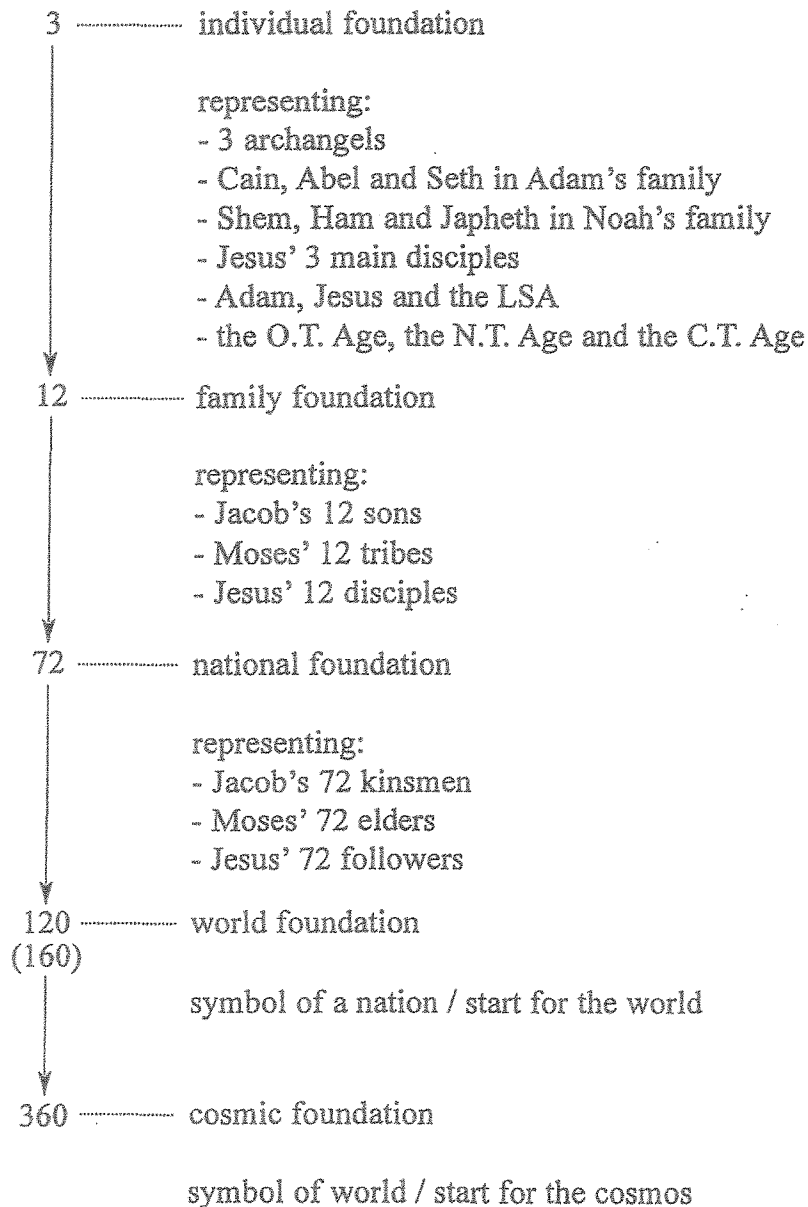 3 ---------- individual foundation
representing:
- 3 archangels
- Cain, Abel and Seth in Adam's family
- Shem, Ham and Japheth in Noah's family
- Jesus' 3 main disciples
- Adam, Jesus and the LSA
- the O.T. Age, the N.T. Age and the C.T. Age
12 ---------- family foundation
representing:
- Jacob's 12 sons
- Moses' 12 tribes
- Jesus' 12 disciples
72 ---------- national foundation
representing:
- Jacob's 72 kinsmen
- Moses' 72 elders
- Jesus' 72 followers
120 ---------- world foundation
(160)
symbol of a nation / start for the world
360 ---------- cosmic foundation
symbol of world / start for the cosmos